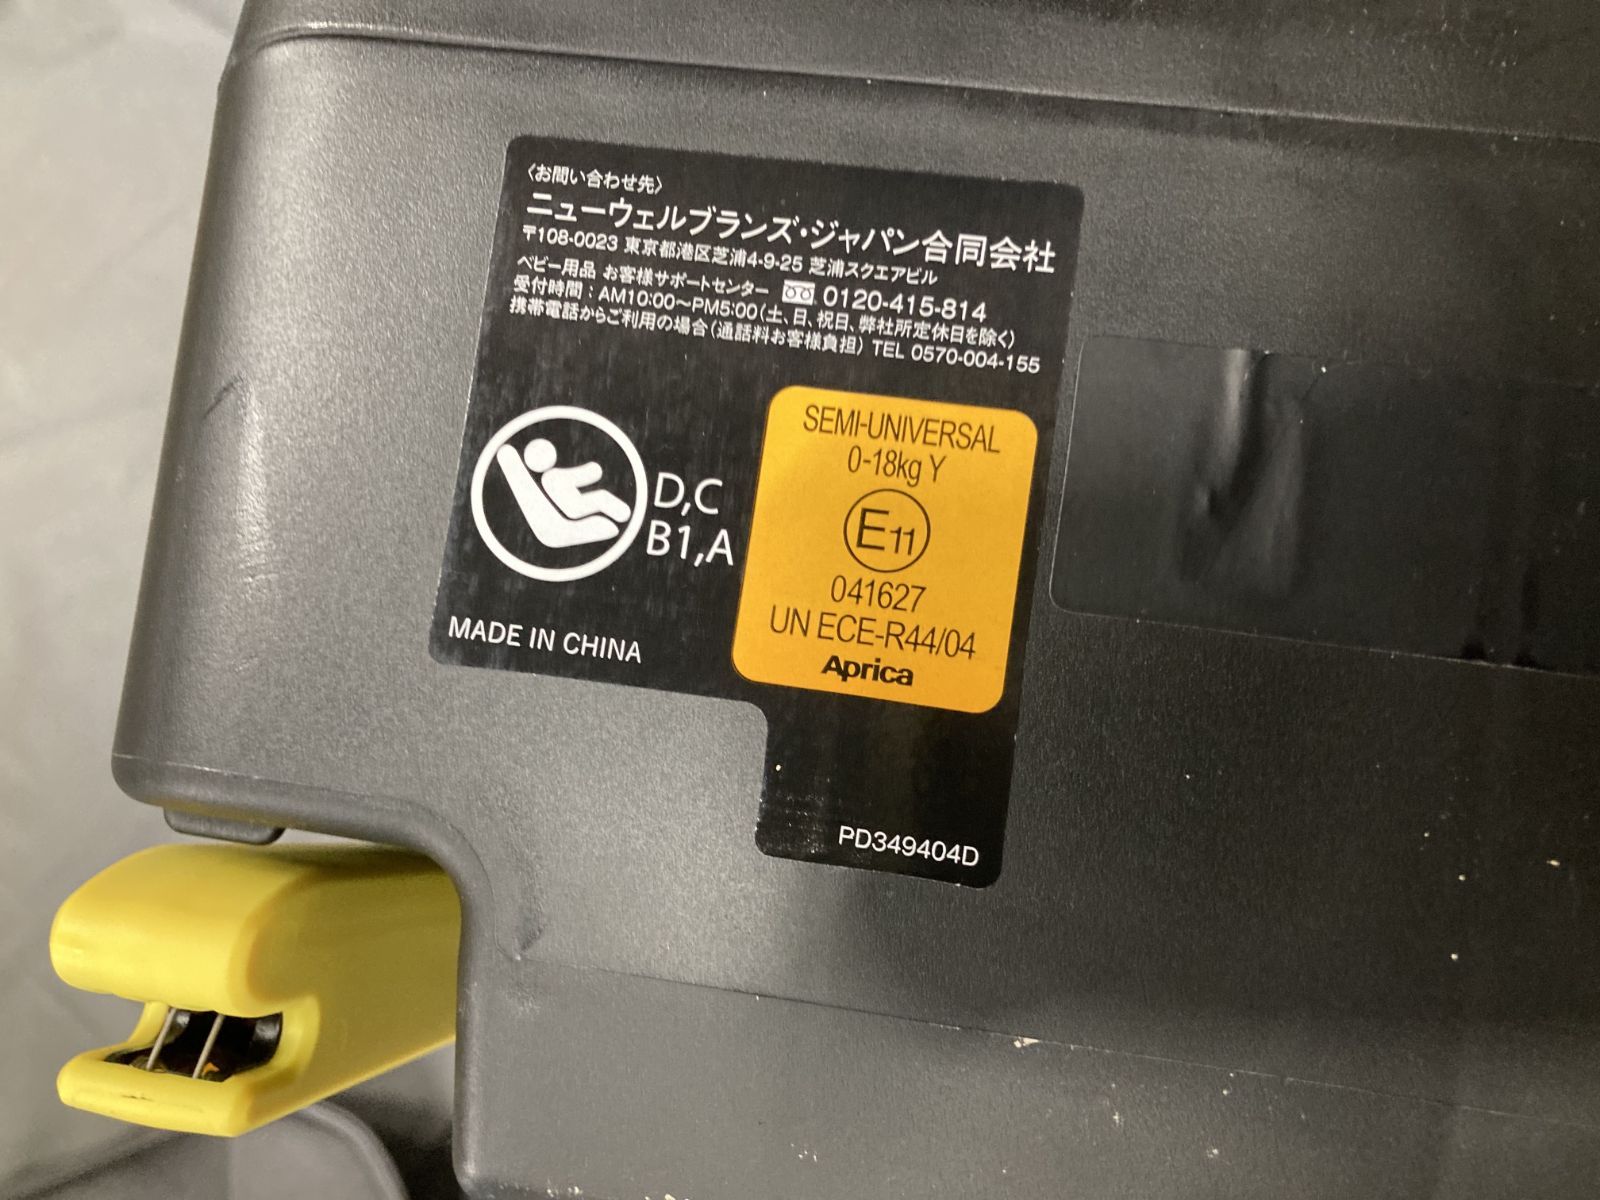 〈お問い合わせ先〉
ニューウェルブランズ・ジャパン合同会社
〒108-0023 東京都港区芝浦4-9-25 芝浦スクエアビル
ベビー用品 お客様サポートセンター 0120-415-814
受付時間：AM10:00～PM5:00(土、日、祝日、弊社所定休日を除く)
携帯電話からご利用の場合(通話料お客様負担) TEL 0570-004-155
D,C
B1,A
MADE IN CHINA
SEMI-UNIVERSAL
0-18kg Y
E11
041627
UN ECE-R44/04
Aprica
PD349404D